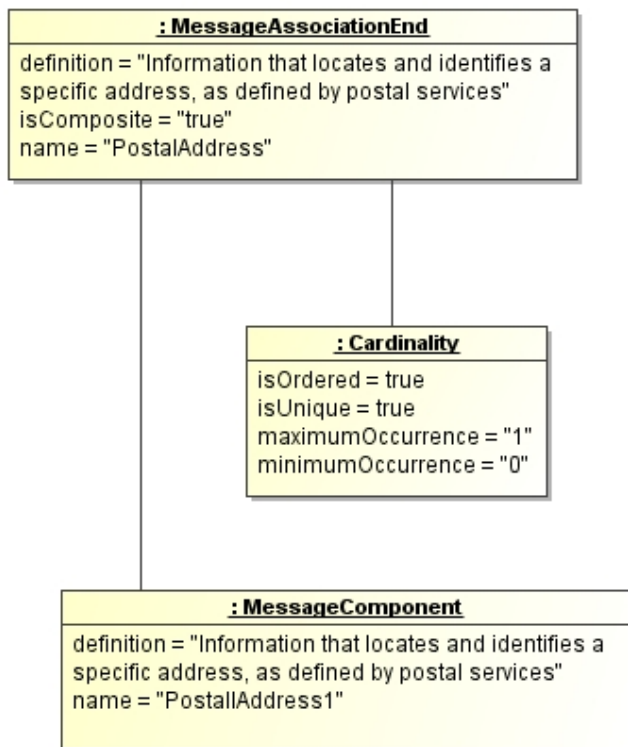 : MessageAssociationEnd
definition = "Information that locates and identifies a
specific address, as defined by postal services"
isComposite = "true"
name = "PostalAddress"
: Cardinality
isOrdered = true
isUnique = true
maximumOccurrence = "1"
minimumOccurrence = "0"
: MessageComponent
definition = "Information that locates and identifies a
specific address, as defined by postal services"
name = "PostallAddress1"